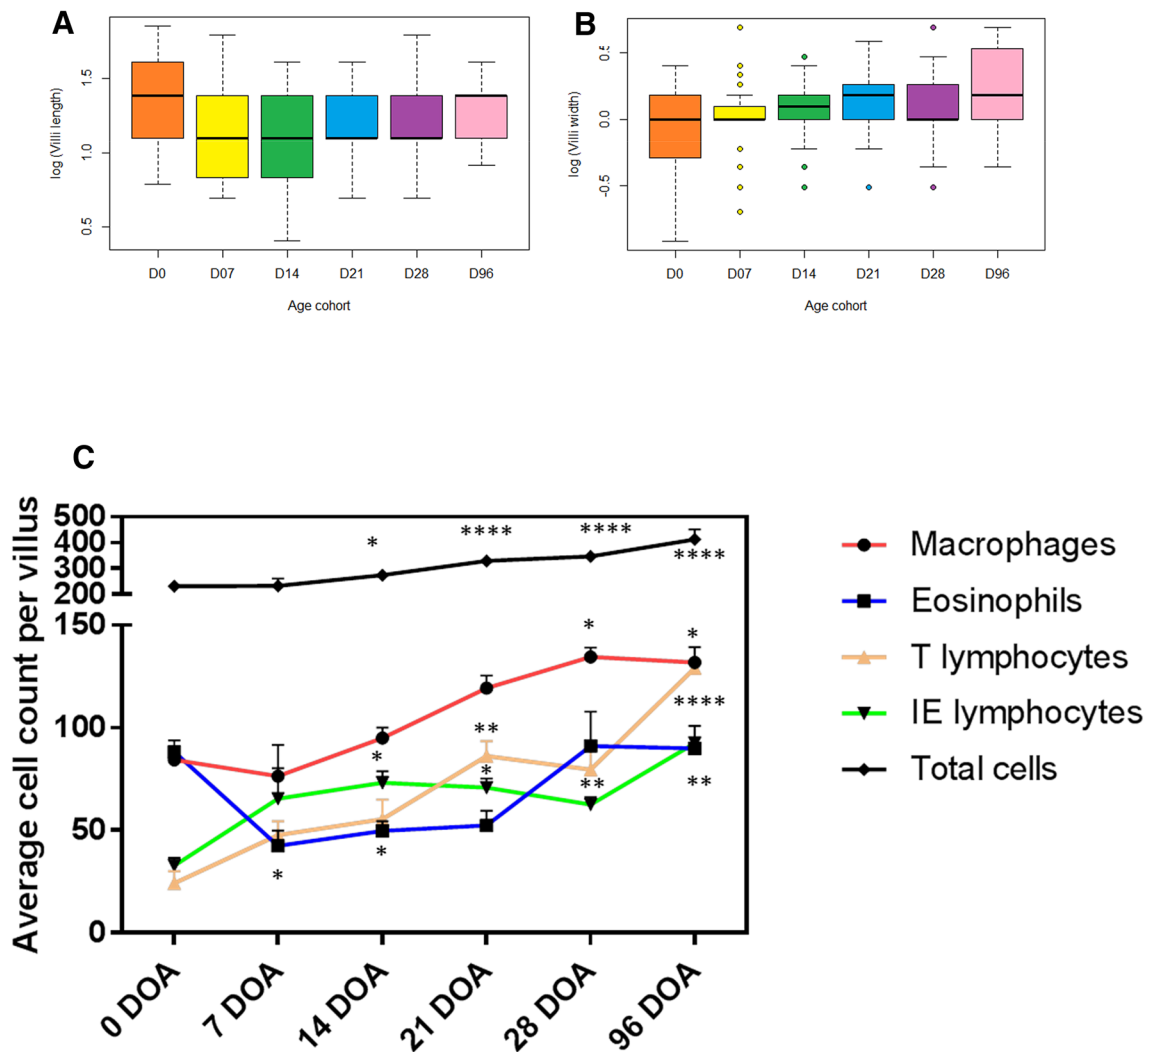 A
log (Villi length)
1.5
1.0
0.5
D0 D07 D14 D21 D28 D96
Age cohort
B
log (Villi width)
0.5
0.0
-0.5
D0 D07 D14 D21 D28 D96
Age cohort
C
Average cell count per villus
500
400
300
200
150
100
50
0
* **** **** ****
* *
** ****
* * ** **
* *
0 DOA 7 DOA 14 DOA 21 DOA 28 DOA 96 DOA
Macrophages
Eosinophils
T lymphocytes
IE lymphocytes
Total cells